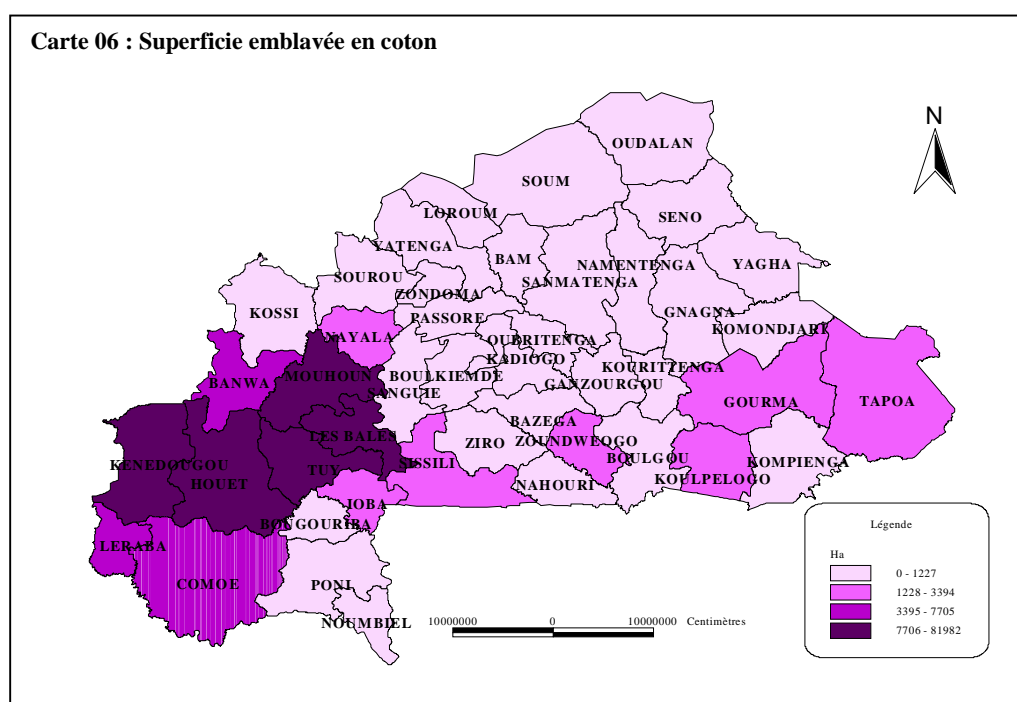 Carte 06 : Superficie emblavée en coton
N
OUDALAN
SOUM
LOROUM
SENO
YATENGA
BAM
NAMENTENGA
YAGHA
SOUROU
SANMATENGA
ZONDOMA
KOSSI
PASSORE
GNAGNA
KOMONDJARI
NAYALA
OUBRITENGA
KADIOGO
KOURITTENGA
MOUHOUN
BOULKIEMDE
BANWA
GANZOURGOU
SANGUIE
GOURMA
TAPOA
BAZEGA
LES BALES
ZIRO
ZOUNDWEOGO
KENEDOUGOU
TUY
SISSILI
BOULGOU
KOMPIENGA
HOUET
NAHOURI
KOULPELOGO
IOBA
BOUGOURIBA
LERABA
COMOE
PONI
NOUMBIEL
10000000 0 10000000 Centimètres
Légende
Ha
0 - 1227
1228 - 3394
3395 - 7705
7706 - 81982